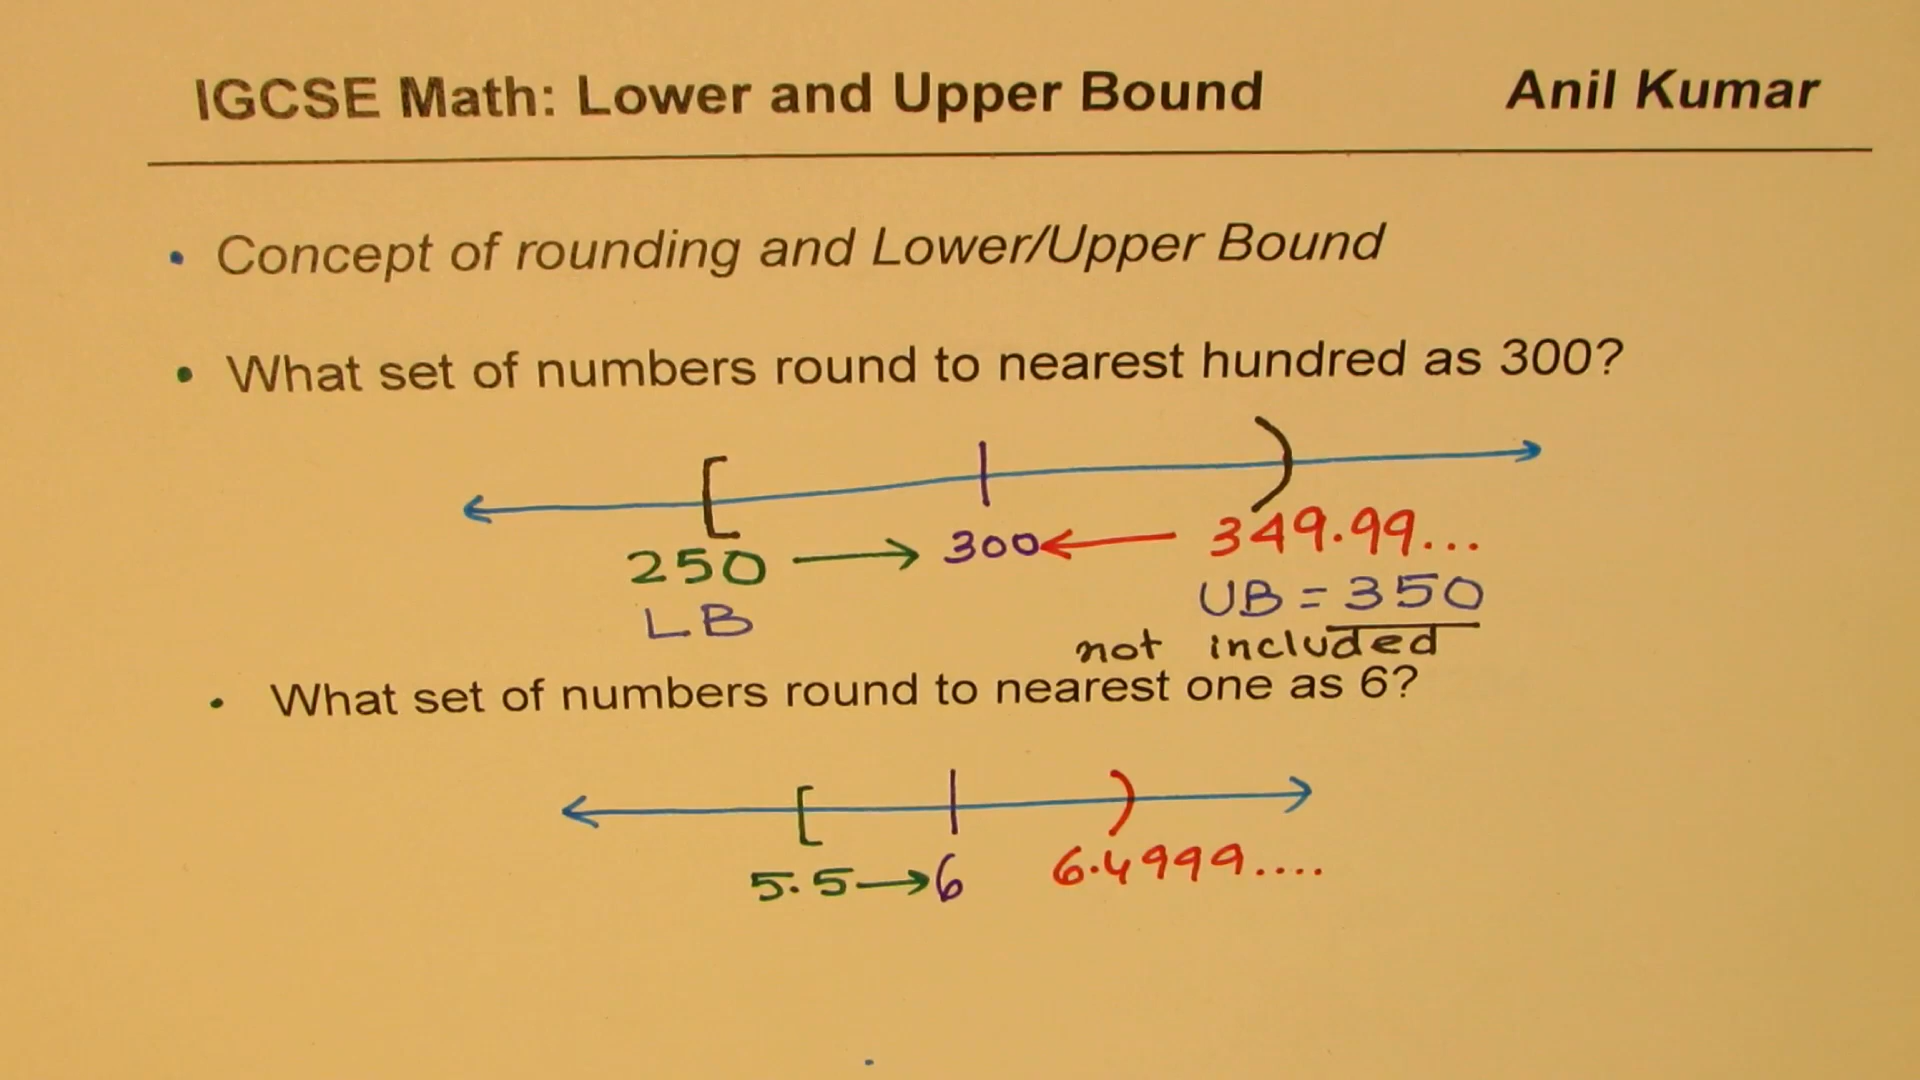 IGCSE Math: Lower and Upper Bound Anil Kumar
• Concept of rounding and Lower/Upper Bound
• What set of numbers round to nearest hundred as 300?
250 → 300 ← 349.99...
LB UB = 350
not included
• What set of numbers round to nearest one as 6?
5.5 → 6 6.4999....